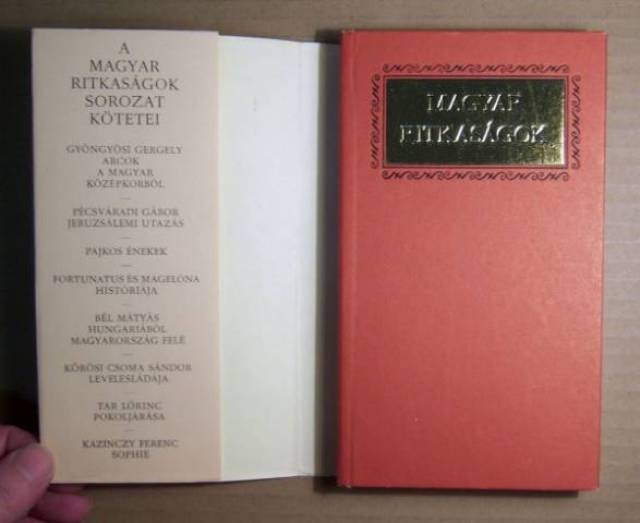 A
MAGYAR
RITKASÁGOK
SOROZAT
KÖTETEI
GYÖNGYÖSI GERGELY
ARCOK
A MAGYAR
KÖZÉPKORBÓL
PÉCSVÁRADI GÁBOR
JERUZSÁLEMI UTAZÁS
PAJKOS ÉNEKEK
FORTUNATUS ÉS MAGELÓNA
HISTÓRIÁJA
BÉL MÁTYÁS
HUNGARIÁBÓL
MAGYARORSZÁG FELÉ
KŐRÖSI CSOMA SÁNDOR
LEVELESLÁDÁJA
TAR LŐRINC
POKOLJÁRÁSA
KAZINCZY FERENC
SOPHIE
MAGYAR
RITKASÁGOK